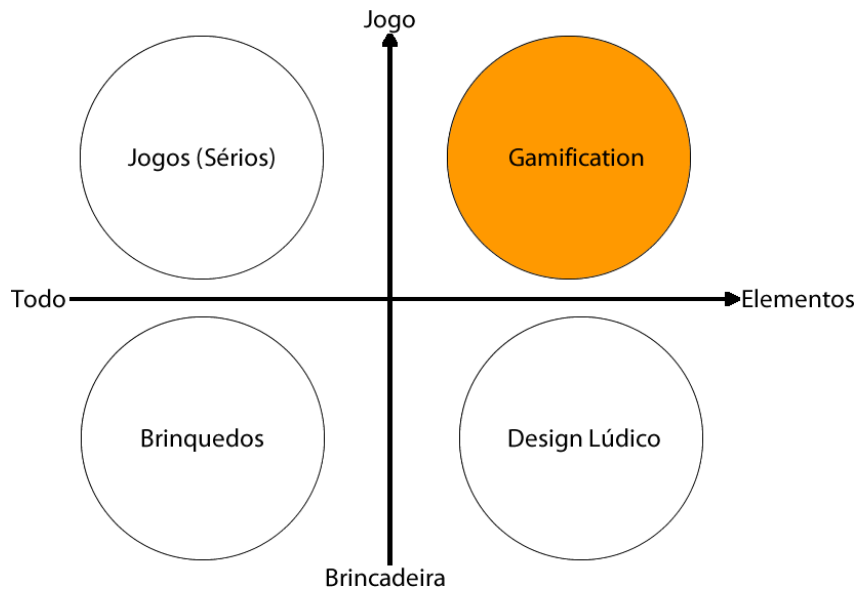 Jogo
Jogos (Sérios)
Gamification
Todo
Elementos
Brinquedos
Design Lúdico
Brincadeira